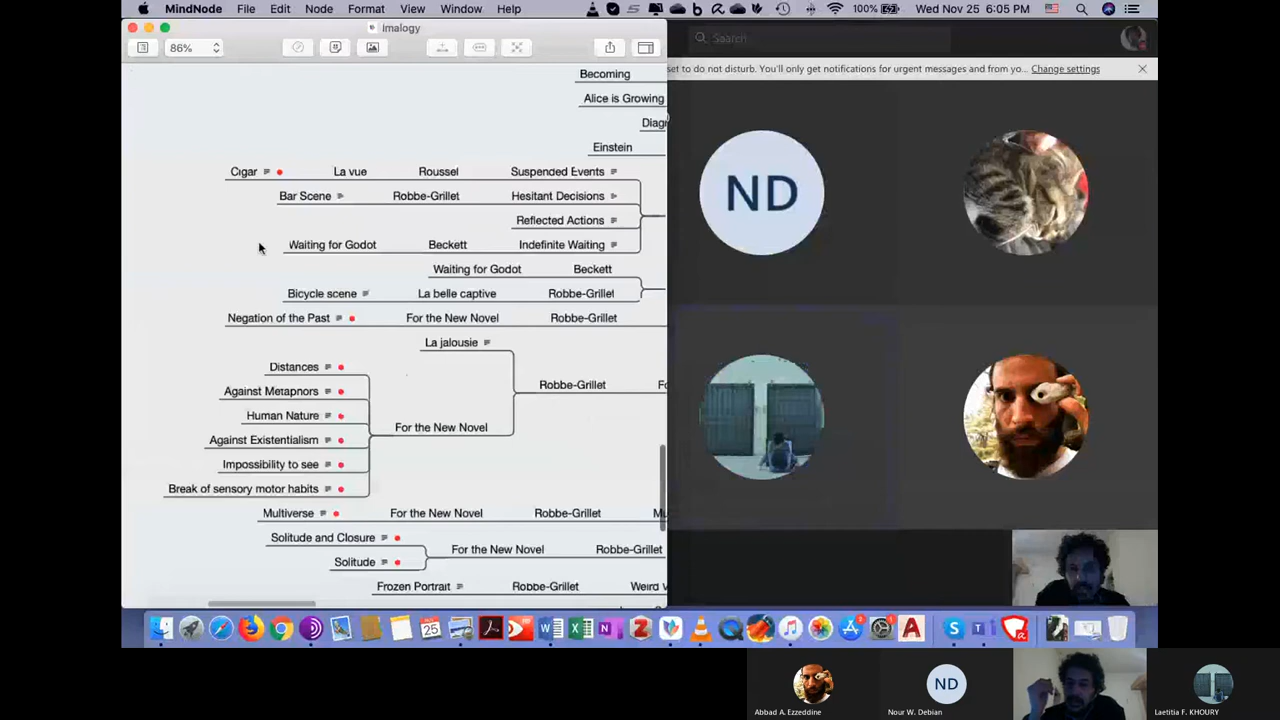 MindNode File Edit Node Format View Window Help 100% Wed Nov 25 6:05 PM
imalogy
86%
Search
set to do not disturb. You'll only get notifications for urgent messages and from yo... Change settings
Becoming
Alice is Growing
Diagr
Einstein
Cigar La vue Roussel Suspended Events
Bar Scene Robbe-Grillet Hesitant Decisions
Reflected Actions
Waiting for Godot Beckett Indefinite Waiting
Waiting for Godot Beckett
Bicycle scene La belle captive Robbe-Grillet
Negation of the Past For the New Novel Robbe-Grillet
La jalousie
Distances
Robbe-Grillet Fo
Against Metapnors
Human Nature
For the New Novel
Against Existentialism
Impossibility to see
Break of sensory motor habits
Multiverse For the New Novel Robbe-Grillet Mu
Solitude and Closure
For the New Novel Robbe-Grillet
Solitude
Frozen Portrait Robbe-Grillet Weird V
ND
NOV
25
ND
Abbad A. Ezzeddine
Nour W. Debian
Laetitia F. KHOURY